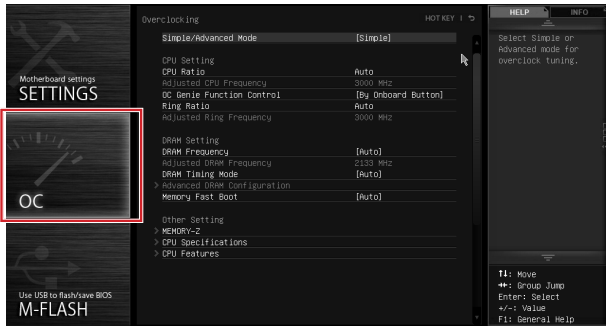 Motherboard settings
SETTINGS
OC
Use USB to flash/save BIOS
M-FLASH
Overclocking
HOT KEY
Simple/Advanced Mode [Simple]
CPU Setting
CPU Ratio Auto
Adjusted CPU Frequency 3000 MHz
OC Genie Function Control [By Onboard Button]
Ring Ratio Auto
Adjusted Ring Frequency 3000 MHz
DRAM Setting
DRAM Frequency [Auto]
Adjusted DRAM Frequency 2133 MHz
DRAM Timing Mode [Auto]
> Advanced DRAM Configuration
Memory Fast Boot [Auto]
Other Setting
> MEMORY-Z
> CPU Specifications
> CPU Features
HELP
INFO
Select Simple or
Advanced mode for
overclock tuning.
↑↓: Move
→←: Group Jump
Enter: Select
+/-: Value
F1: General Help